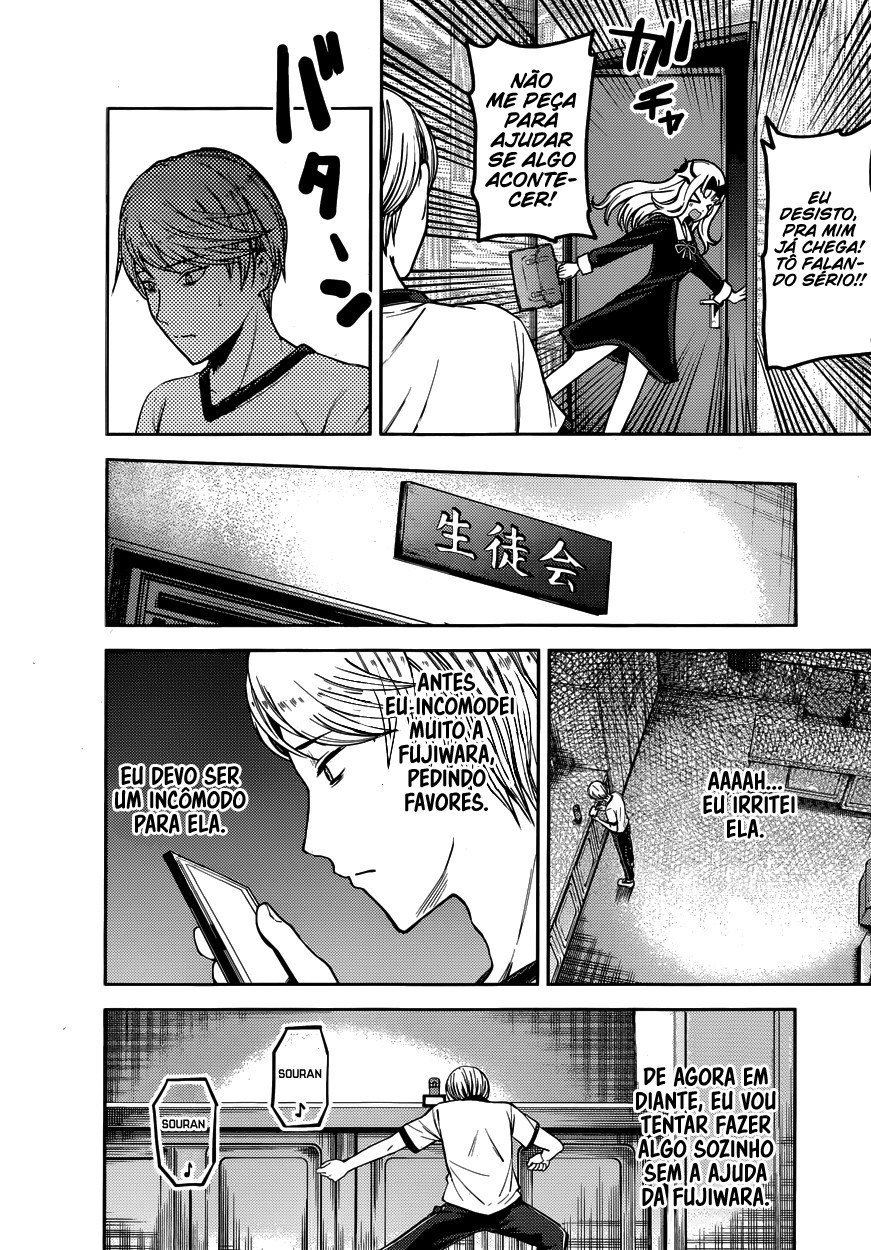 EU
DESISTO,
PRA MIM
JÁ CHEGA!
TÔ FALAN-
DO SÉRIO!!
ガル
チャ
NÃO
ME PEÇA
PARA
AJUDAR
SE ALGO
ACONTE-
CER!
バターン
生徒会
AAAAH...
EU IRRITEI
ELA.
ANTES
EU INCOMODEI
MUITO A
FUJIWARA,
PEDINDO
FAVORES.
EU DEVO SER
UM INCÔMODO
PARA ELA.
DE AGORA EM
DIANTE, EU VOU
TENTAR FAZER
ALGO SOZINHO
SEM A AJUDA
DA FUJIWARA.
SOURAN
♪
SOURAN
♪